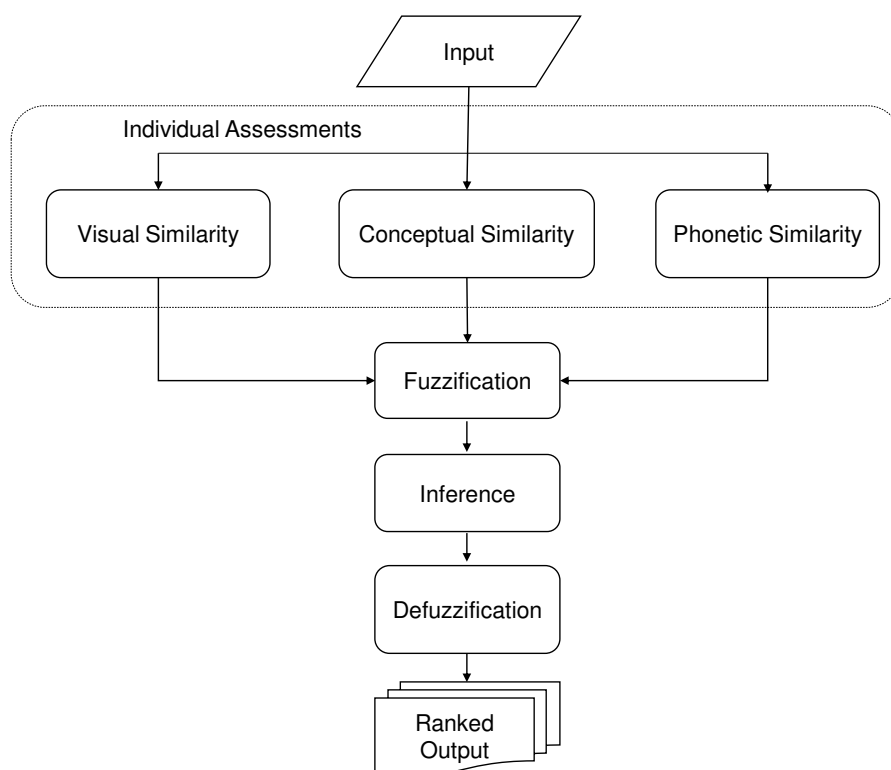 Input
Individual Assessments
Visual Similarity
Conceptual Similarity
Phonetic Similarity
Fuzzification
Inference
Defuzzification
Ranked
Output